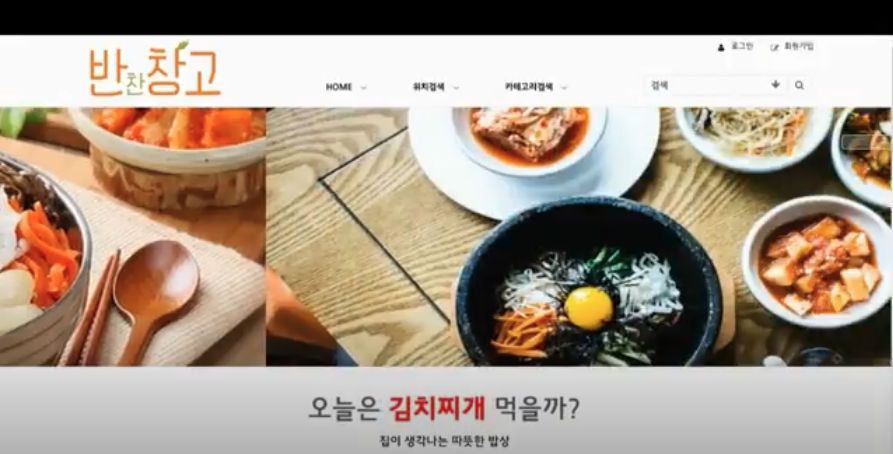 로그인 회원가입
반찬창고
HOME 위치검색 카테고리검색 검색
오늘은 김치찌개 먹을까?
집이 생각나는 따뜻한 밥상